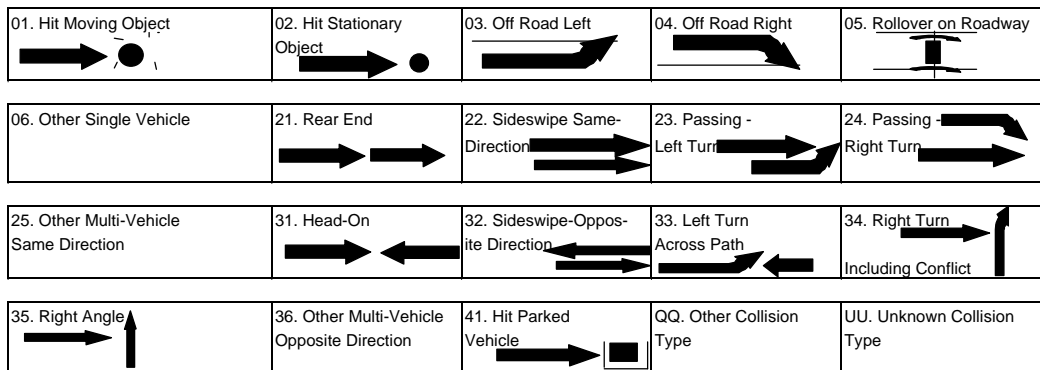 01. Hit Moving Object
02. Hit Stationary
Object
03. Off Road Left
04. Off Road Right
05. Rollover on Roadway
06. Other Single Vehicle
21. Rear End
22. Sideswipe Same-
Direction
23. Passing -
Left Turn
24. Passing -
Right Turn
25. Other Multi-Vehicle
Same Direction
31. Head-On
32. Sideswipe-Oppos-
ite Direction
33. Left Turn
Across Path
34. Right Turn
Including Conflict
35. Right Angle
36. Other Multi-Vehicle
Opposite Direction
41. Hit Parked
Vehicle
QQ. Other Collision
Type
UU. Unknown Collision
Type